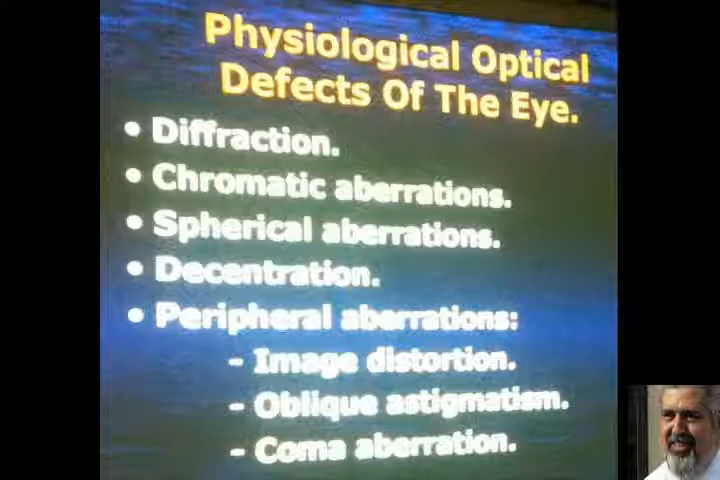 Physiological Optical
Defects Of The Eye.
• Diffraction.
• Chromatic aberrations.
• Spherical aberrations.
• Decentration.
• Peripheral aberrations:
- Image distortion.
- Oblique astigmatism.
- Coma aberration.